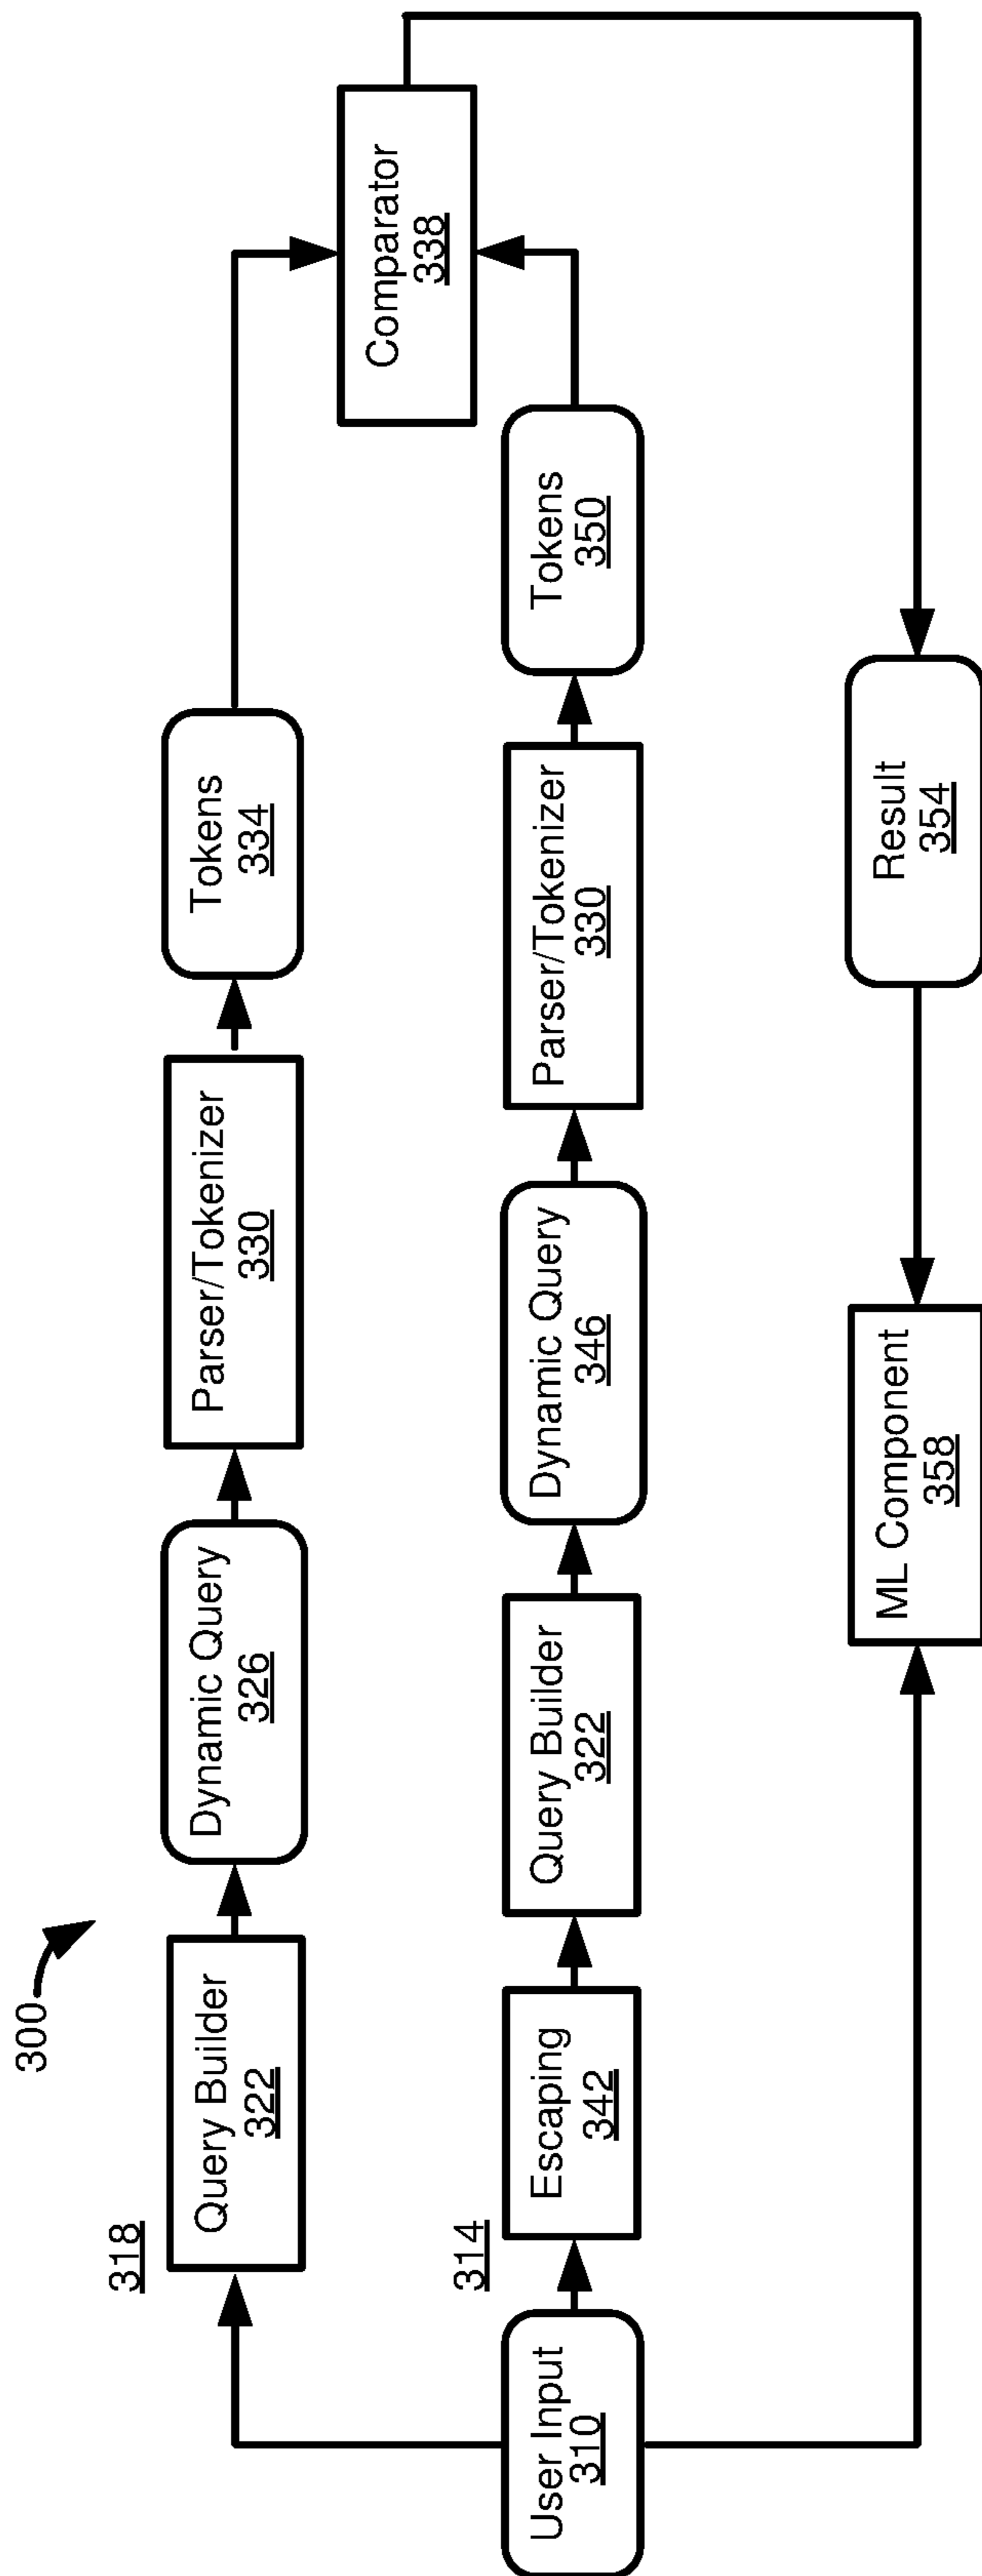 300
318
Query Builder
322
Dynamic Query
326
Parser/Tokenizer
330
Tokens
334
Comparator
338
314
User Input
310
Escaping
342
Query Builder
322
Dynamic Query
346
Parser/Tokenizer
330
Tokens
350
ML Component
358
Result
354